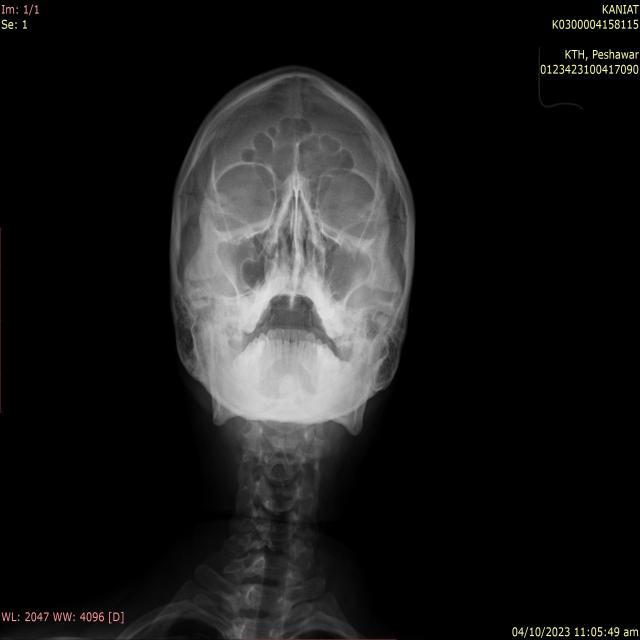 Im: 1/1
Se: 1
KANIAT
K0300004158115
KTH, Peshawar
0123423100417090
WL: 2047 WW: 4096 [D]
04/10/2023 11:05:49 am